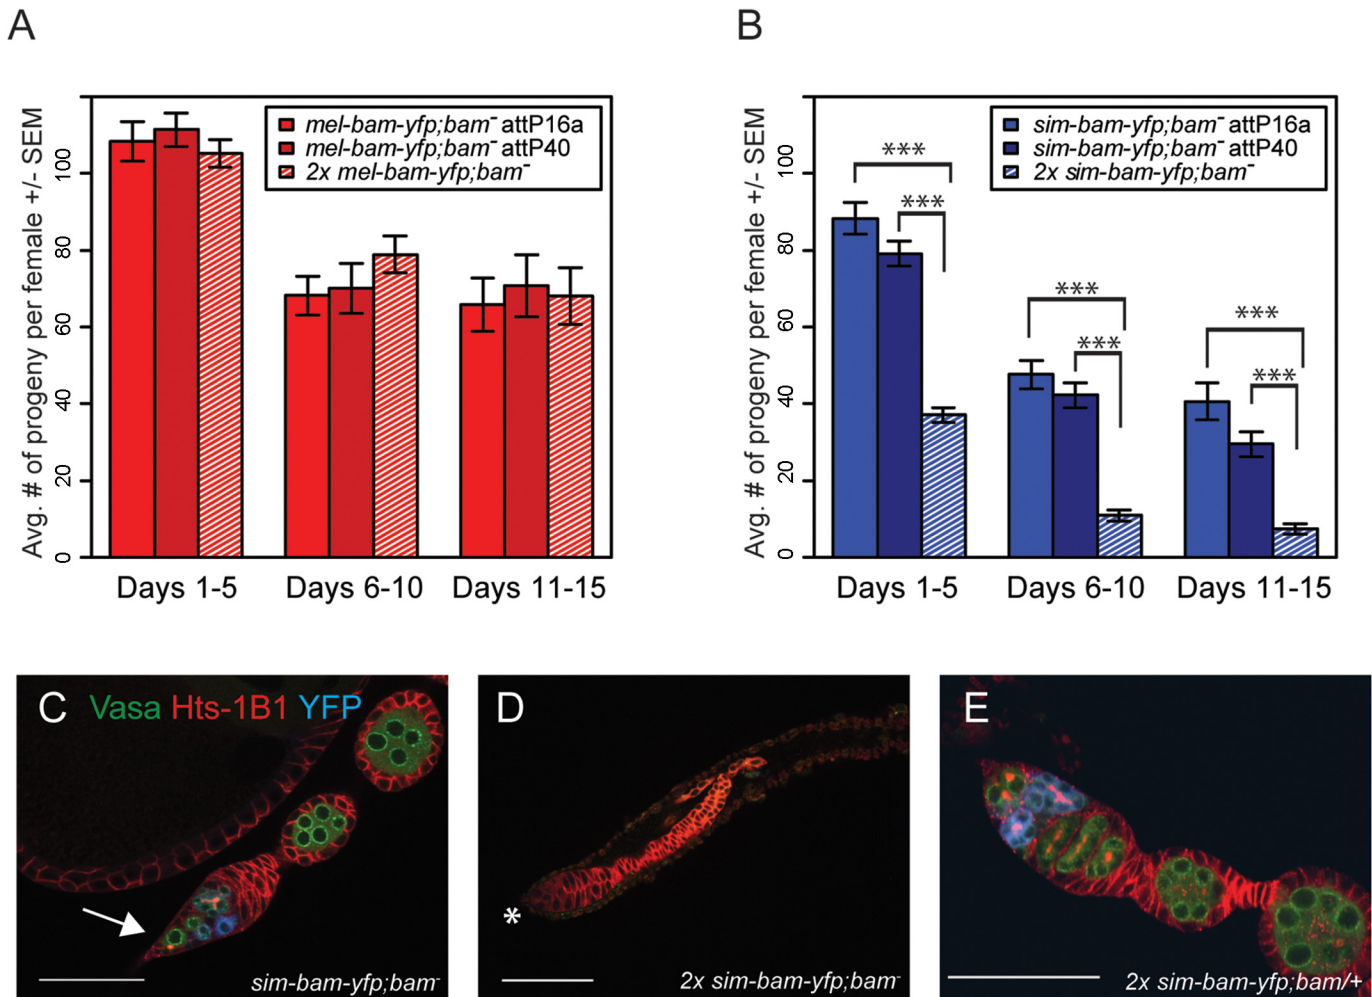 A
Avg. # of progeny per female +/- SEM
0
20
40
60
80
100
mel-bam-yfp;bam⁻ attP16a
mel-bam-yfp;bam⁻ attP40
2x mel-bam-yfp;bam⁻
Days 1-5
Days 6-10
Days 11-15
B
Avg. # of progeny per female +/- SEM
0
20
40
60
80
100
sim-bam-yfp;bam⁻ attP16a
sim-bam-yfp;bam⁻ attP40
2x sim-bam-yfp;bam⁻
***
***
***
***
***
***
Days 1-5
Days 6-10
Days 11-15
C
Vasa Hts-1B1 YFP
sim-bam-yfp;bam⁻
D
*
2x sim-bam-yfp;bam⁻
E
2x sim-bam-yfp;bam/+